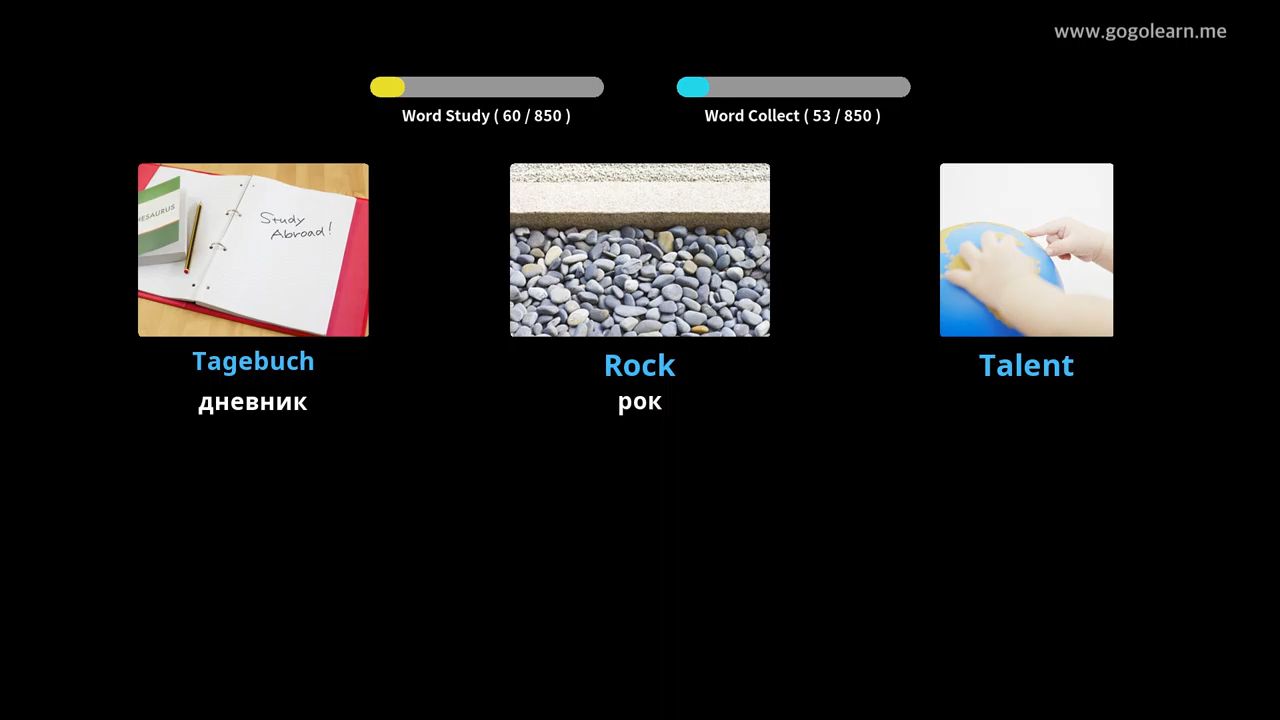 www.gogolearn.me
Word Study ( 60 / 850 )
Word Collect ( 53 / 850 )
THESAURUS
Study
Abroad!
Tagebuch
дневник
Rock
рок
Talent